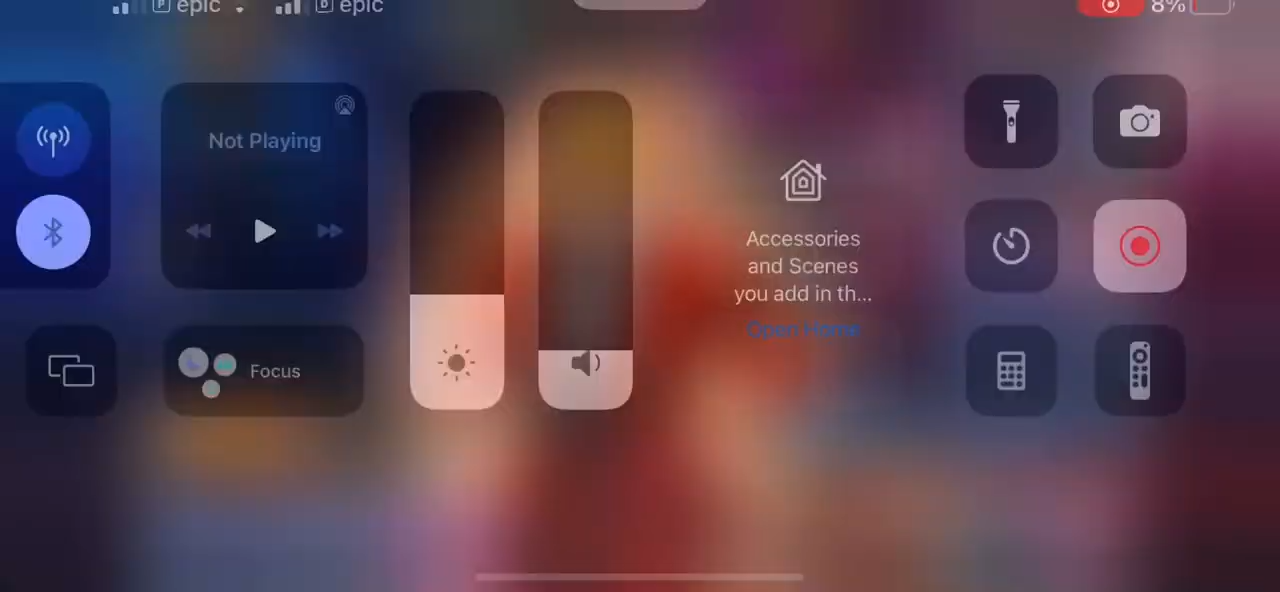 P epic
D epic
8%
Not Playing
Focus
Accessories
and Scenes
you add in th...
Open Home